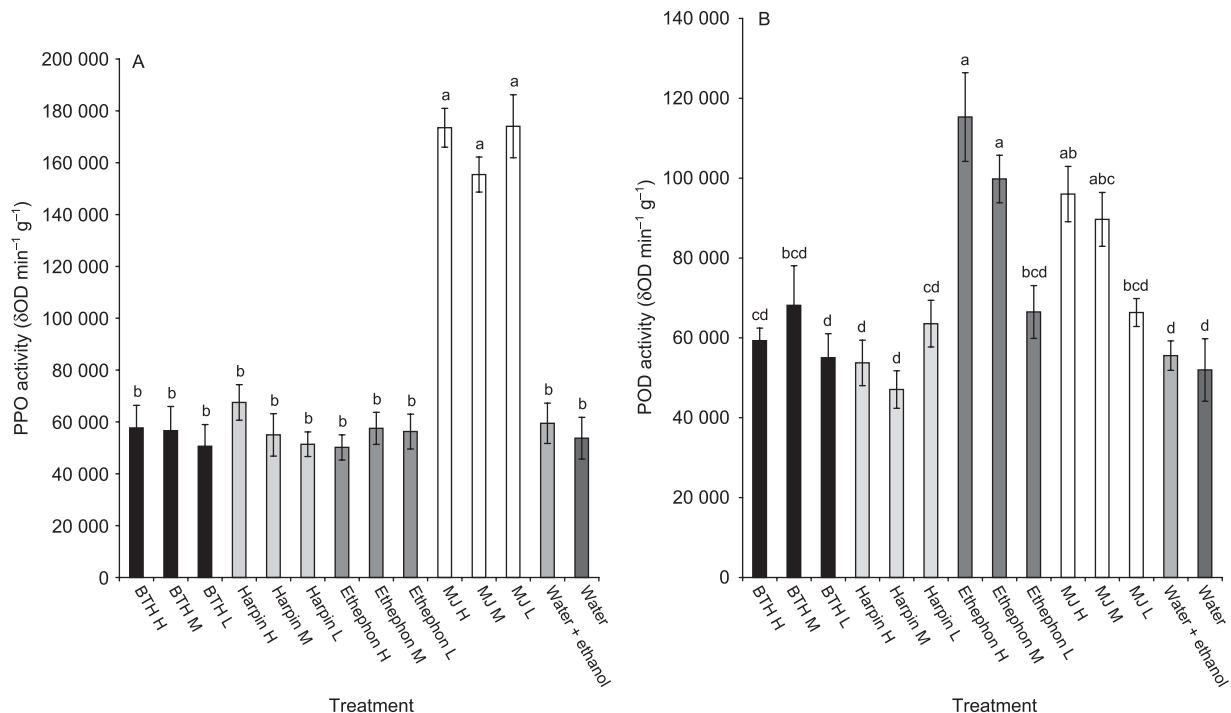 A
PPO activity (δOD min⁻¹ g⁻¹)
200 000
180 000
160 000
140 000
120 000
100 000
80 000
60 000
40 000
20 000
0
b
b
b
b
b
b
b
b
b
a
a
a
b
b
BTH H
BTH M
BTH L
Harpin H
Harpin M
Harpin L
Ethephon H
Ethephon M
Ethephon L
MJ H
MJ M
MJ L
Water + ethanol
Water
Treatment
B
POD activity (δOD min⁻¹ g⁻¹)
140 000
120 000
100 000
80 000
60 000
40 000
20 000
0
cd
bcd
d
d
d
cd
a
a
bcd
ab
abc
bcd
d
d
BTH H
BTH M
BTH L
Harpin H
Harpin M
Harpin L
Ethephon H
Ethephon M
Ethephon L
MJ H
MJ M
MJ L
Water + ethanol
Water
Treatment